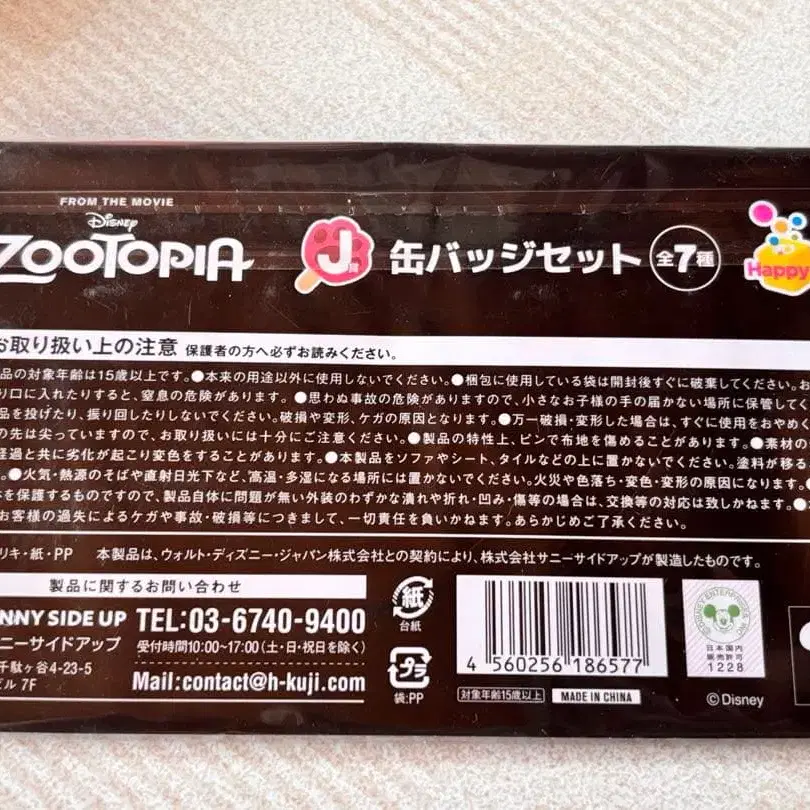 FROM THE MOVIE
Disney
ZOOTOPIA
J賞 缶バッジセット 全7種
Happy
お取り扱い上の注意 保護者の方へ必ずお読みください。
品の対象年齢は15歳以上です。●本来の用途以外に使用しないでください。●梱包に使用している袋は開封後すぐに破棄してください。
り口に入れたりすると、窒息の危険があります。 ●思わぬ事故の危険がありますので、小さなお子様の手の届かない場所に保管してく
品を投げたり、振り回したりしないでください。破損や変形、ケガの原因となります。●万一破損・変形した場合は、すぐに使用をおやめく
の先は尖っていますので、お取り扱いには十分にご注意ください。●製品の特性上、ピンで布地を傷めることがあります。●素材の
経過と共に劣化が起こり変色をすることがあります。●本製品をソファやシート、タイルなどの上に置かないでください。塗料が移る
。●火気・熱源のそばや直射日光下など、高温・多湿になる場所には置かないでください。火災や色落ち・変色・変形の原因になります。●
を保護するものですので、製品自体に問題が無い外装のわずかな潰れや折れ・凹み・傷等の場合は、交換等の対応は致しかねます。●
お客様の過失によるケガや事故・破損等につきまして、一切責任を負いかねます。あらかじめご了承ください。
リキ・紙・PP 本製品は、ウォルト・ディズニー・ジャパン株式会社との契約により、株式会社サニーサイドアップが製造したものです。
製品に関するお問い合わせ
NNY SIDE UP TEL:03-6740-9400
ニーサイドアップ 受付時間10:00~17:00(土・日・祝日を除く)
千駄ヶ谷4-23-5
ビル 7F
Mail:contact@h-kuji.com
紙
台紙
プラ
袋:PP
4 560256 186577
対象年齢15歳以上 MADE IN CHINA
日本国内
販売許可
1228
©Disney